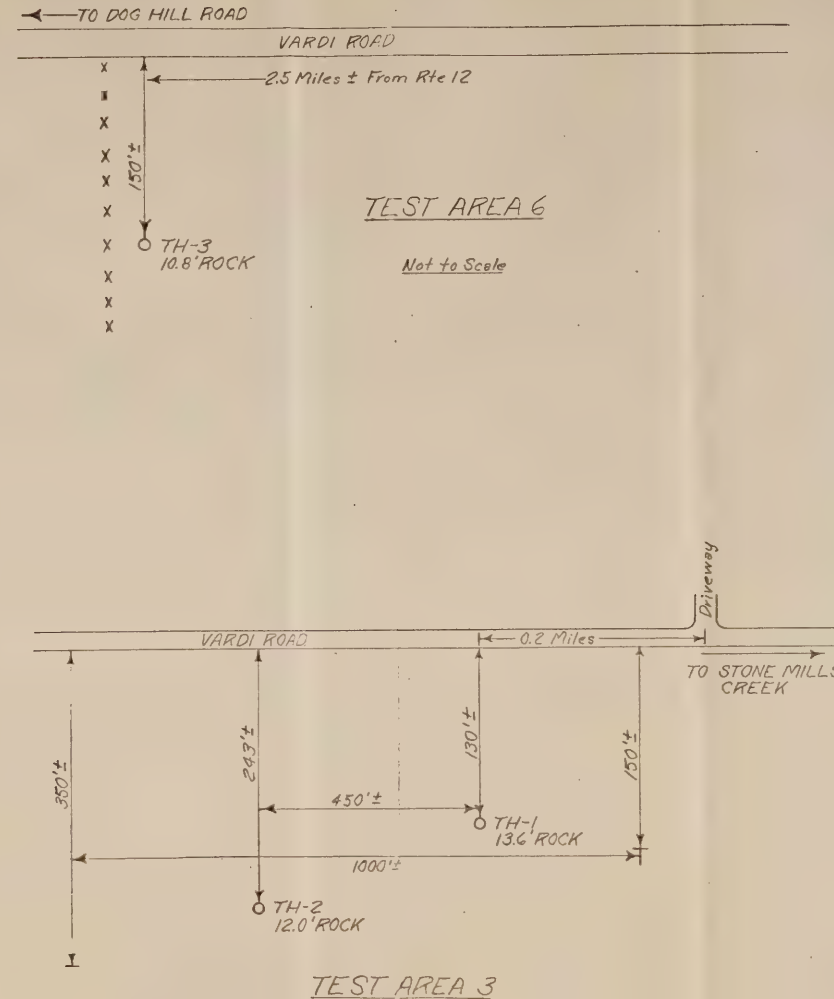 TO DOG HILL ROAD
VARDI ROAD
2.5 Miles ± From Rte 12
150'±
TEST AREA 6
TH-3
10.8' ROCK
Not to Scale
Driveway
VARDI ROAD
0.2 Miles
TO STONE MILLS
CREEK
350'±
243'±
130'±
150'±
450'±
TH-1
13.6' ROCK
1000'±
TH-2
12.0' ROCK
TEST AREA 3